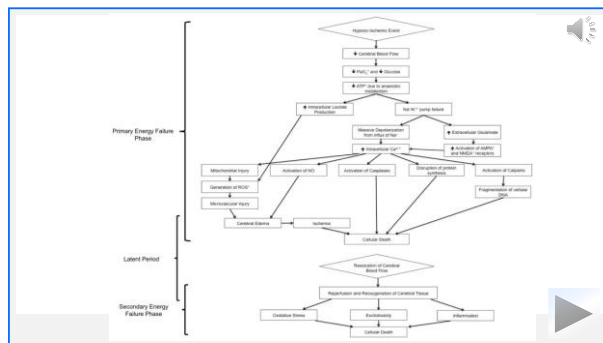 Hypoxic-Ischemic Event
Cerebral Blood Flow
PaO₂ and Glucose
ATP due to anaerobic
metabolism
Intracellular Lactate
Production
Na⁺/K⁺ pump failure
Primary Energy Failure
Phase
Massive Depolarization
from influx of Na⁺
Extracellular Glutamate
Intracellular Ca⁺⁺
Activation of AMPA
and NMDA receptors
Mitochondrial Injury
Activation of NO
Activation of Caspases
Disruption of protein
synthesis
Activation of Calpains
Generation of ROS
Fragmentation of cellular
DNA
Microvascular Injury
Cerebral Edema
Ischemia
Cellular Death
Latent Period
Restoration of Cerebral
Blood Flow
Reperfusion and Reoxygenation of Cerebral Tissue
Secondary Energy
Failure Phase
Oxidative Stress
Excitotoxicity
Inflammation
Cellular Death